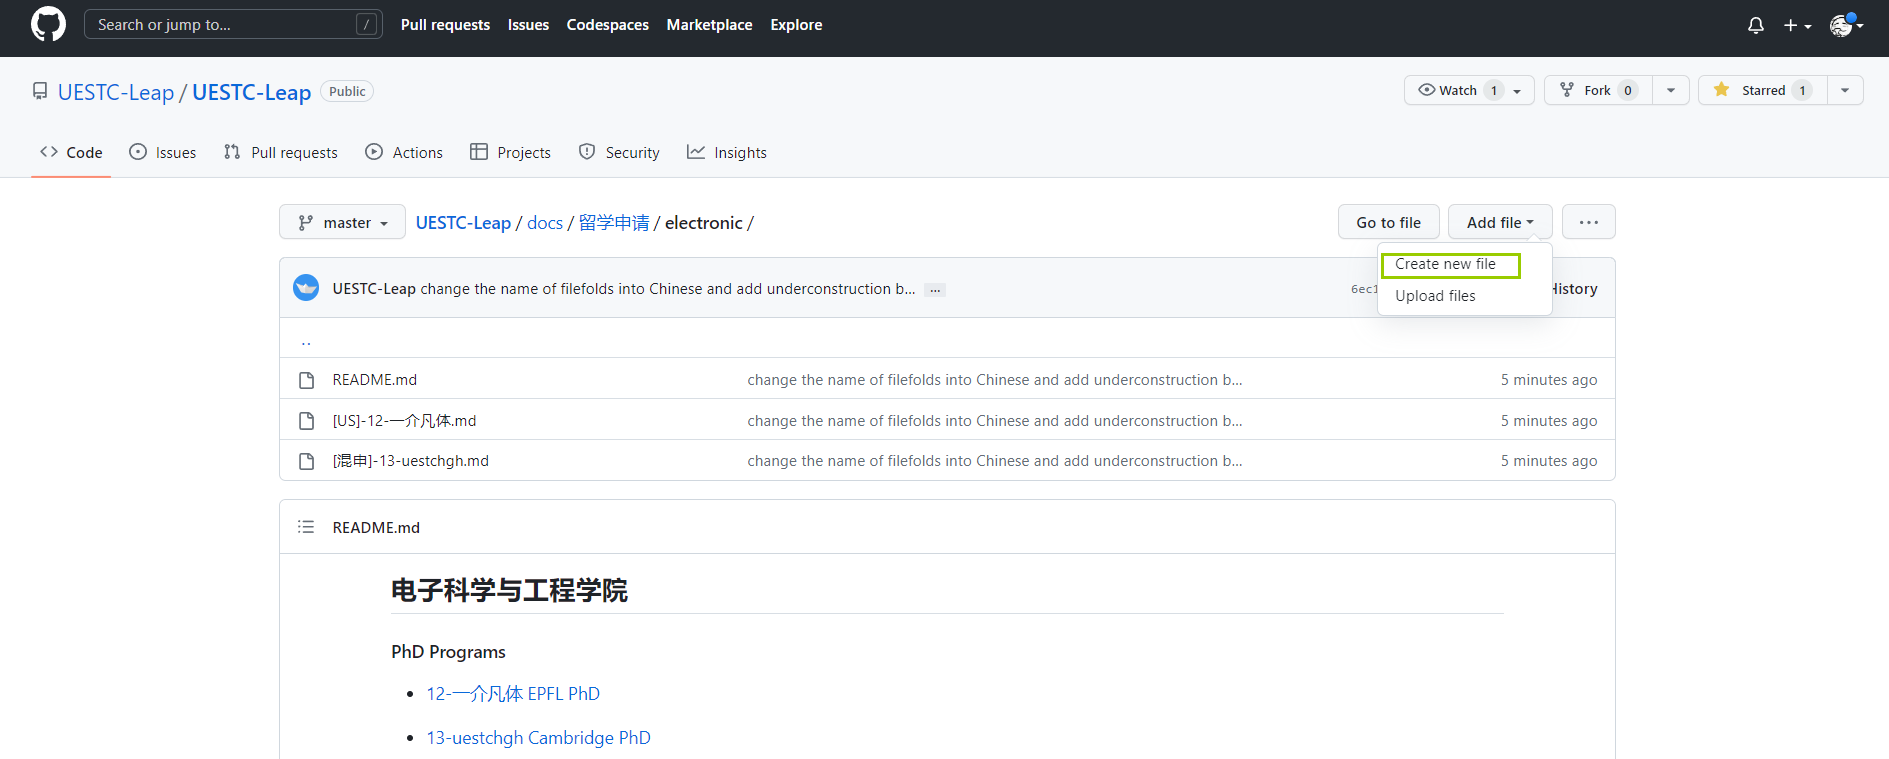 Search or jump to... / Pull requests Issues Codespaces Marketplace Explore
UESTC-Leap / UESTC-Leap Public Watch 1 Fork 0 Starred 1
Code Issues Pull requests Actions Projects Security Insights
master UESTC-Leap / docs / 留学申请 / electronic / Go to file Add file ...
Create new file
Upload files
UESTC-Leap change the name of filefolds into Chinese and add underconstruction b... ... 6ec1 History
..
README.md change the name of filefolds into Chinese and add underconstruction b... 5 minutes ago
[US]-12-一介凡体.md change the name of filefolds into Chinese and add underconstruction b... 5 minutes ago
[混申]-13-uestchgh.md change the name of filefolds into Chinese and add underconstruction b... 5 minutes ago
README.md
电子科学与工程学院
PhD Programs
12-一介凡体 EPFL PhD
13-uestchgh Cambridge PhD